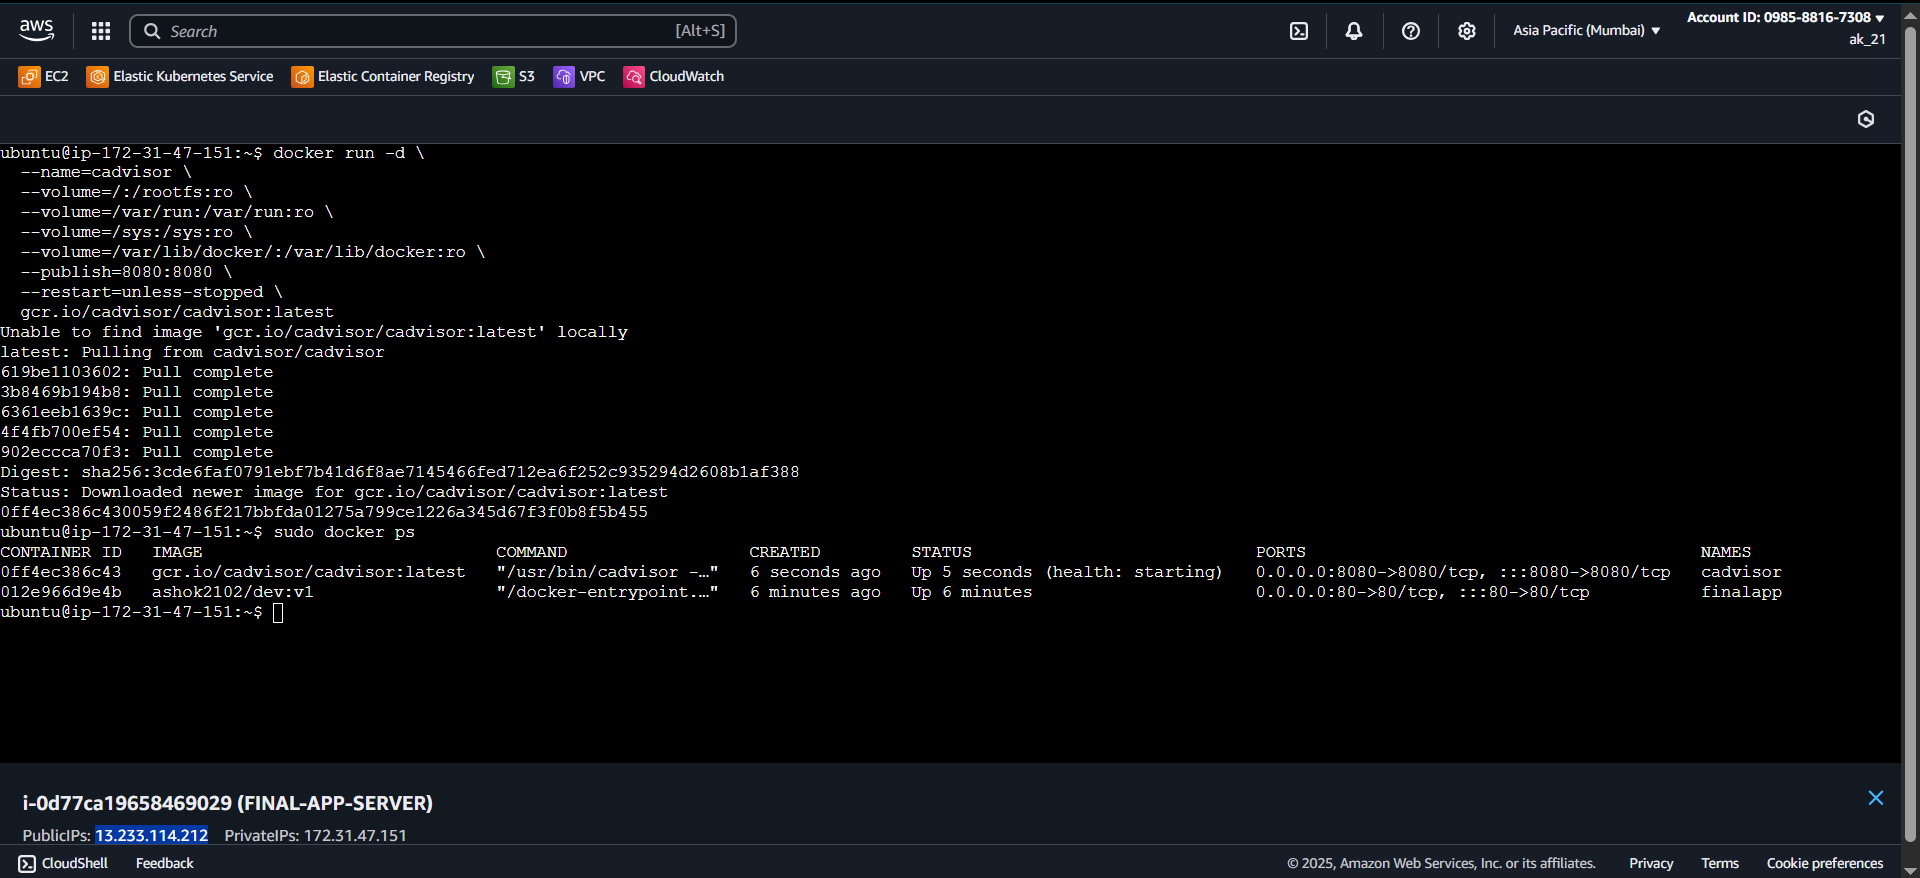 aws
Search [Alt+S]
Asia Pacific (Mumbai) ▼
Account ID: 0985-8816-7308 ▼
ak_21
EC2 Elastic Kubernetes Service Elastic Container Registry S3 VPC CloudWatch
ubuntu@ip-172-31-47-151:~$ docker run -d \
  --name=cadvisor \
  --volume=/:/rootfs:ro \
  --volume=/var/run:/var/run:ro \
  --volume=/sys:/sys:ro \
  --volume=/var/lib/docker/:/var/lib/docker:ro \
  --publish=8080:8080 \
  --restart=unless-stopped \
  gcr.io/cadvisor/cadvisor:latest
Unable to find image 'gcr.io/cadvisor/cadvisor:latest' locally
latest: Pulling from cadvisor/cadvisor
619be1103602: Pull complete
3b8469b194b8: Pull complete
6361eeb1639c: Pull complete
4f4fb700ef54: Pull complete
902eccca70f3: Pull complete
Digest: sha256:3cde6faf0791ebf7b41d6f8ae7145466fed712ea6f252c935294d2608b1af388
Status: Downloaded newer image for gcr.io/cadvisor/cadvisor:latest
0ff4ec386c430059f2486f217bbfda01275a799ce1226a345d67f3f0b8f5b455
ubuntu@ip-172-31-47-151:~$ sudo docker ps
CONTAINER ID   IMAGE                             COMMAND                  CREATED         STATUS                            PORTS                                       NAMES
0ff4ec386c43   gcr.io/cadvisor/cadvisor:latest   "/usr/bin/cadvisor -…"   6 seconds ago   Up 5 seconds (health: starting)   0.0.0.0:8080->8080/tcp, :::8080->8080/tcp   cadvisor
012e966d9e4b   ashok2102/dev:v1                  "/docker-entrypoint.…"   6 minutes ago   Up 6 minutes                      0.0.0.0:80->80/tcp, :::80->80/tcp           finalapp
ubuntu@ip-172-31-47-151:~$
i-0d77ca19658469029 (FINAL-APP-SERVER)
PublicIPs: 13.233.114.212 PrivateIPs: 172.31.47.151
CloudShell Feedback © 2025, Amazon Web Services, Inc. or its affiliates. Privacy Terms Cookie preferences